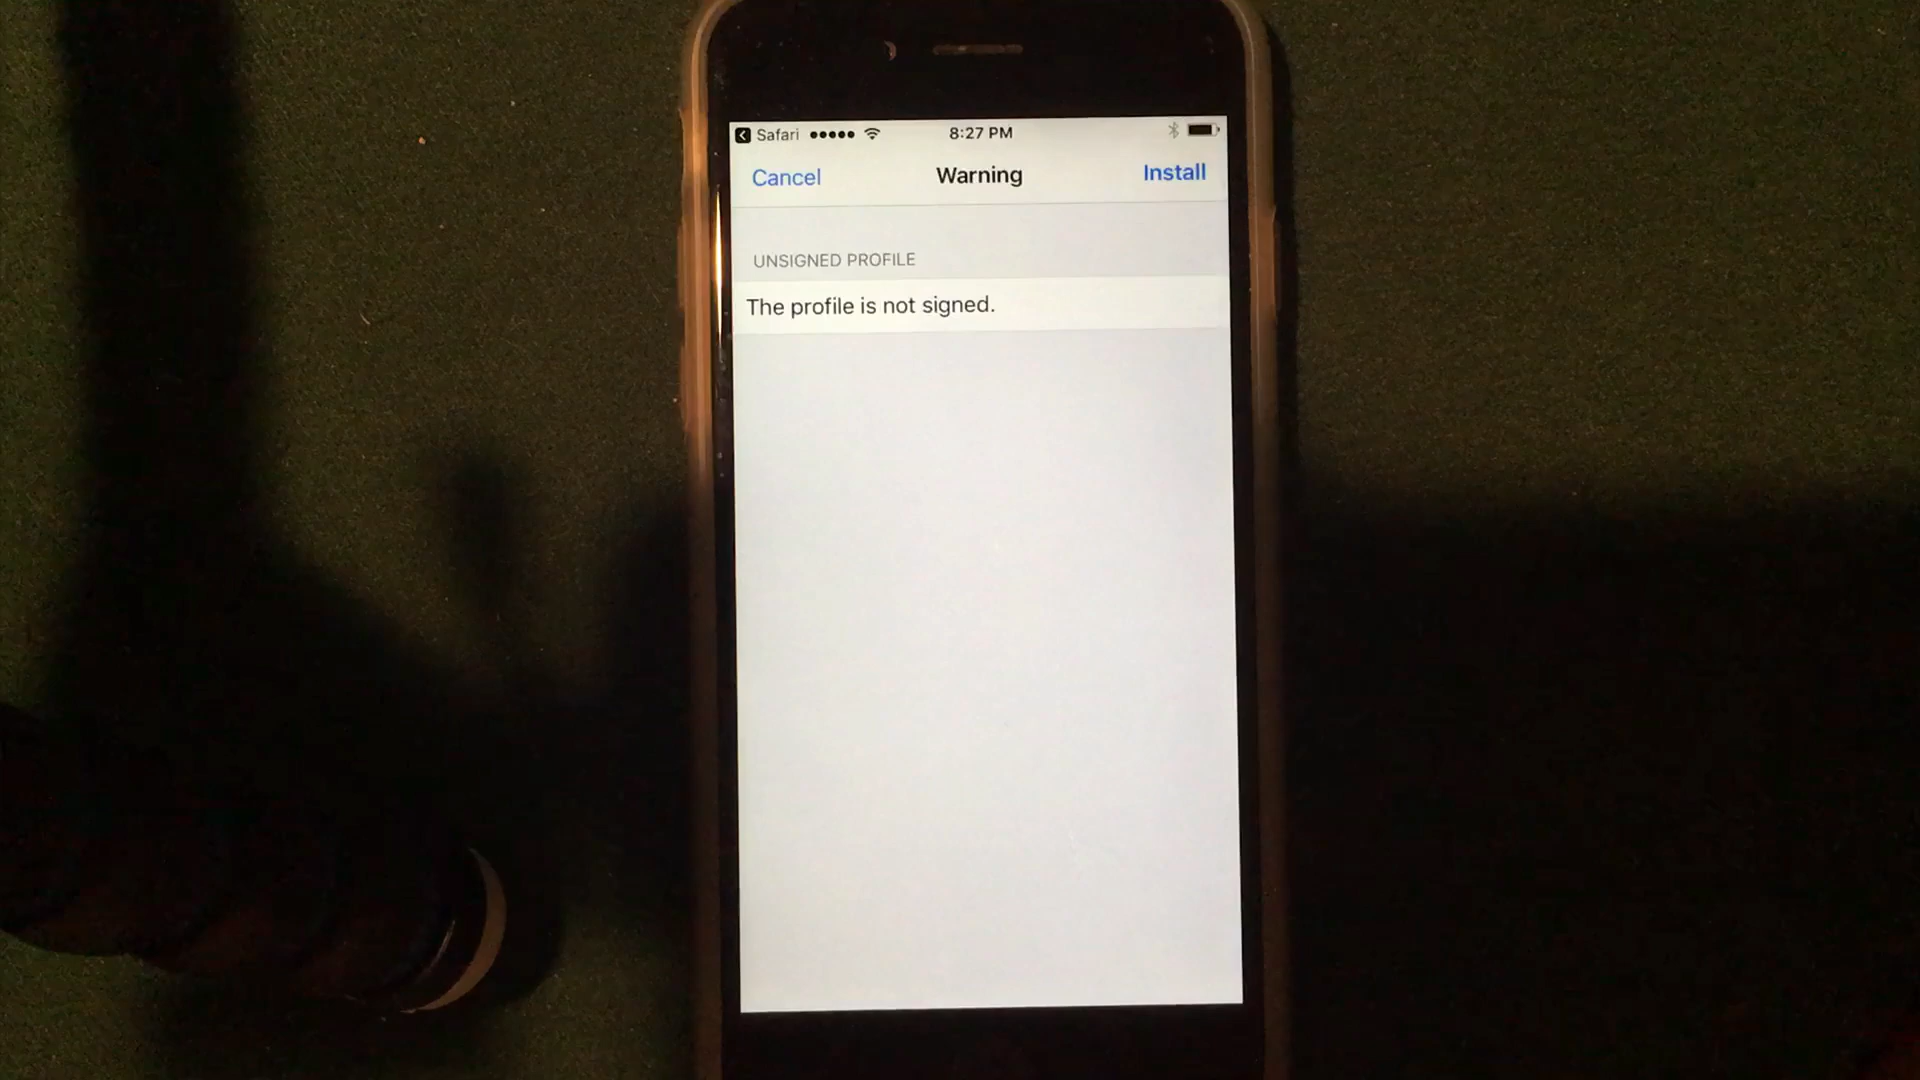 Safari 8:27 PM
Cancel Warning Install
UNSIGNED PROFILE
The profile is not signed.